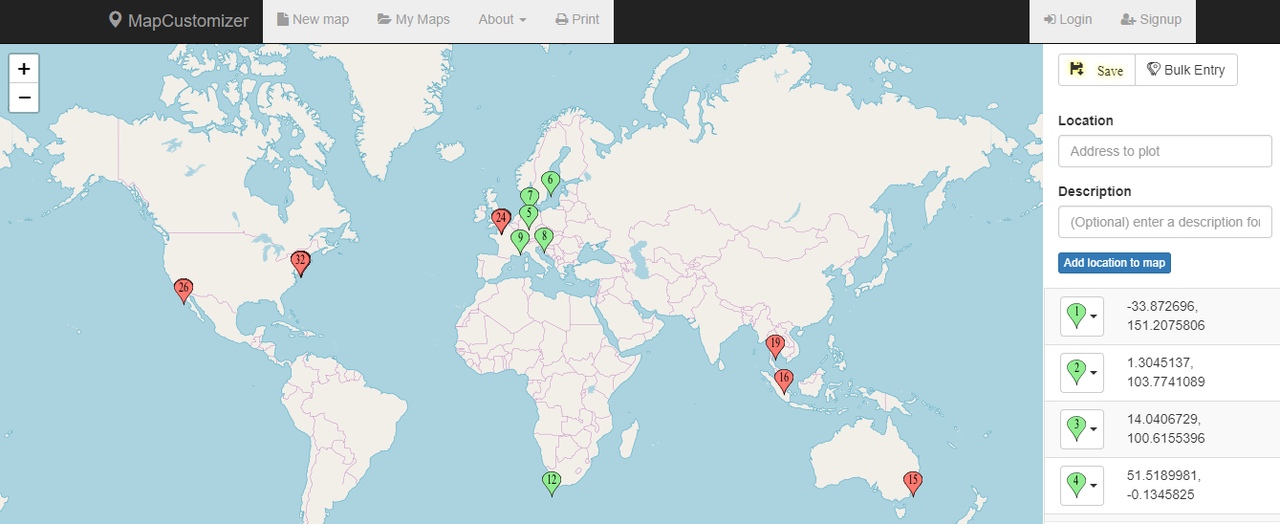 MapCustomizer
New map
My Maps
About
Print
Login
Signup
+
−
Save
Bulk Entry
Location
Address to plot
Description
(Optional) enter a description for
Add location to map
1
-33.872696,
151.2075806
2
1.3045137,
103.7741089
3
14.0406729,
100.6155396
4
51.5189981,
-0.1345825
6
7
5
24
9
8
32
26
19
16
12
15